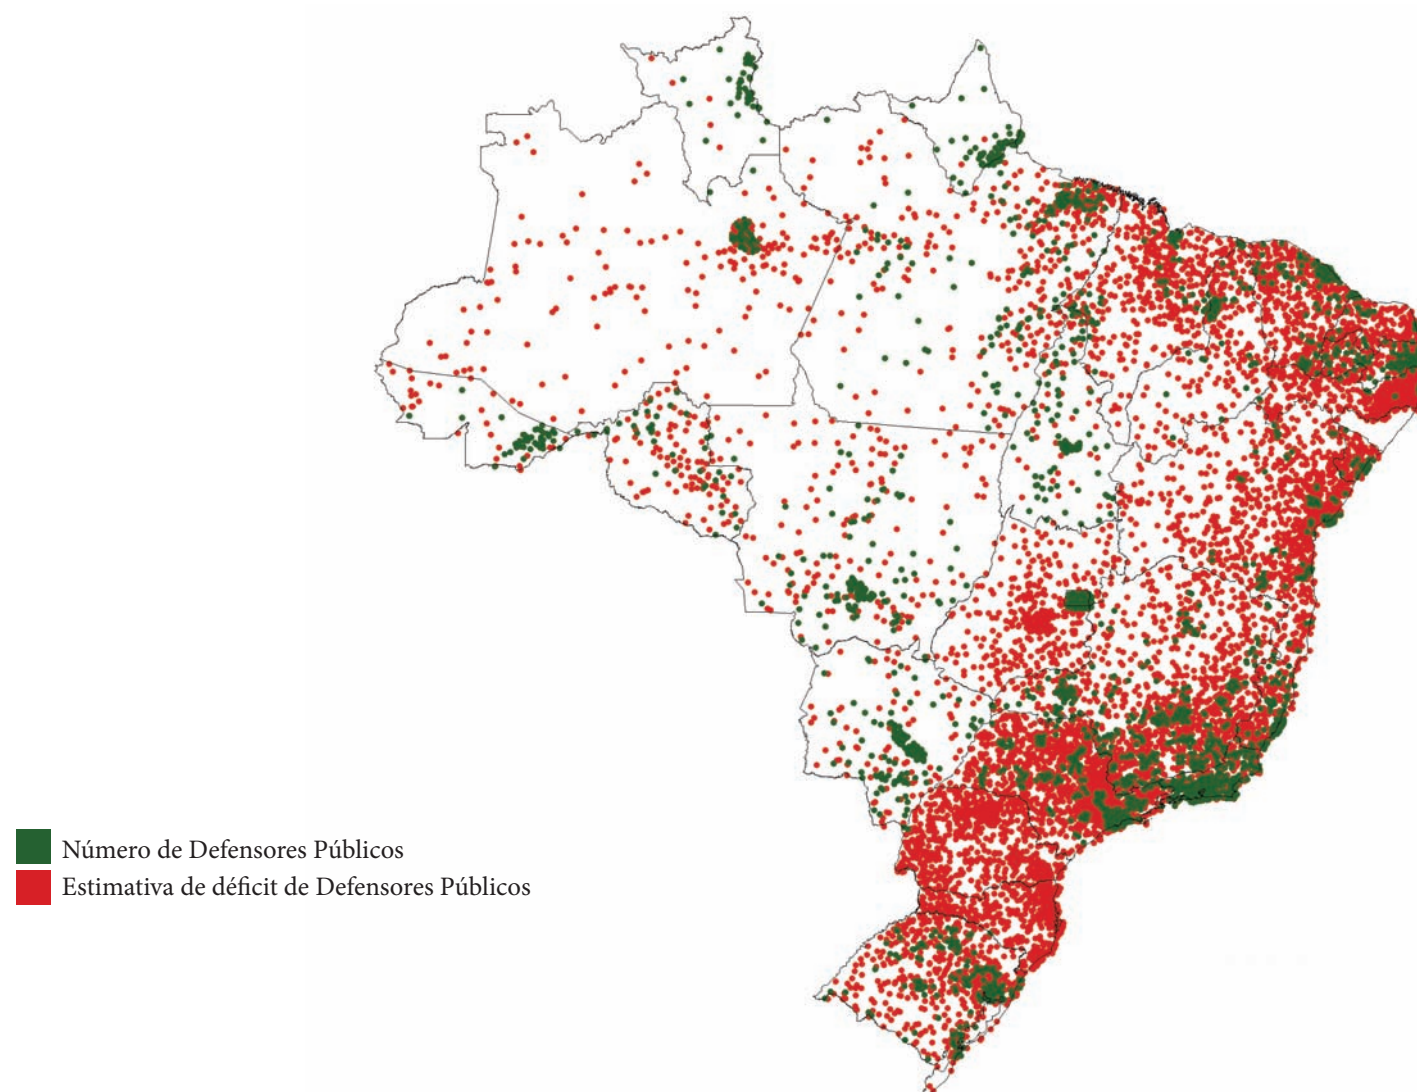 Número de Defensores Públicos
Estimativa de déficit de Defensores Públicos